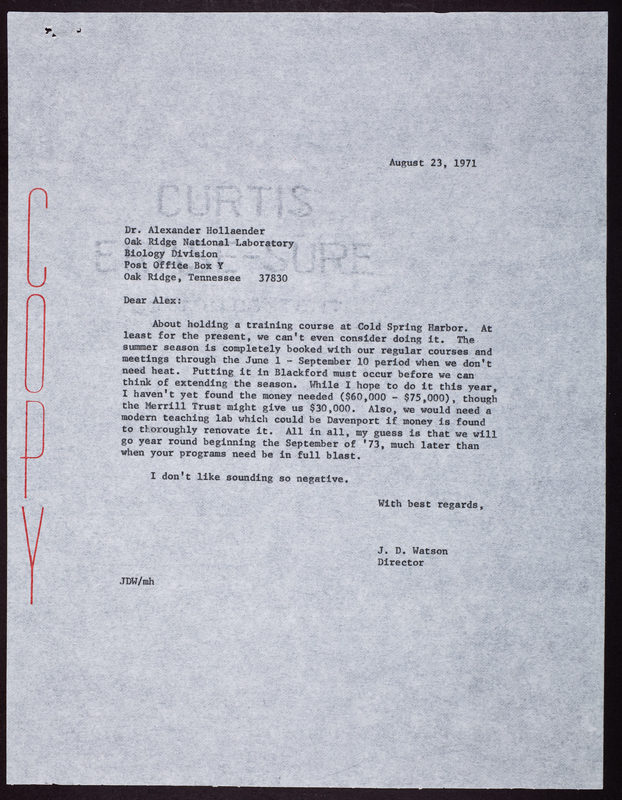 August 23, 1971
CURTIS
Dr. Alexander Hollaender
Oak Ridge National Laboratory
Biology Division
Post Office Box Y
Oak Ridge, Tennessee 37830
Dear Alex:
About holding a training course at Cold Spring Harbor. At
least for the present, we can't even consider doing it. The
summer season is completely booked with our regular courses and
meetings through the June 1 - September 10 period when we don't
need heat. Putting it in Blackford must occur before we can
think of extending the season. While I hope to do it this year,
I haven't yet found the money needed ($60,000 - $75,000), though
the Merrill Trust might give us $30,000. Also, we would need a
modern teaching lab which could be Davenport if money is found
to thoroughly renovate it. All in all, my guess is that we will
go year round beginning the September of '73, much later than
when your programs need be in full blast.
I don't like sounding so negative.
With best regards,
J. D. Watson
Director
JDW/mh
COPY